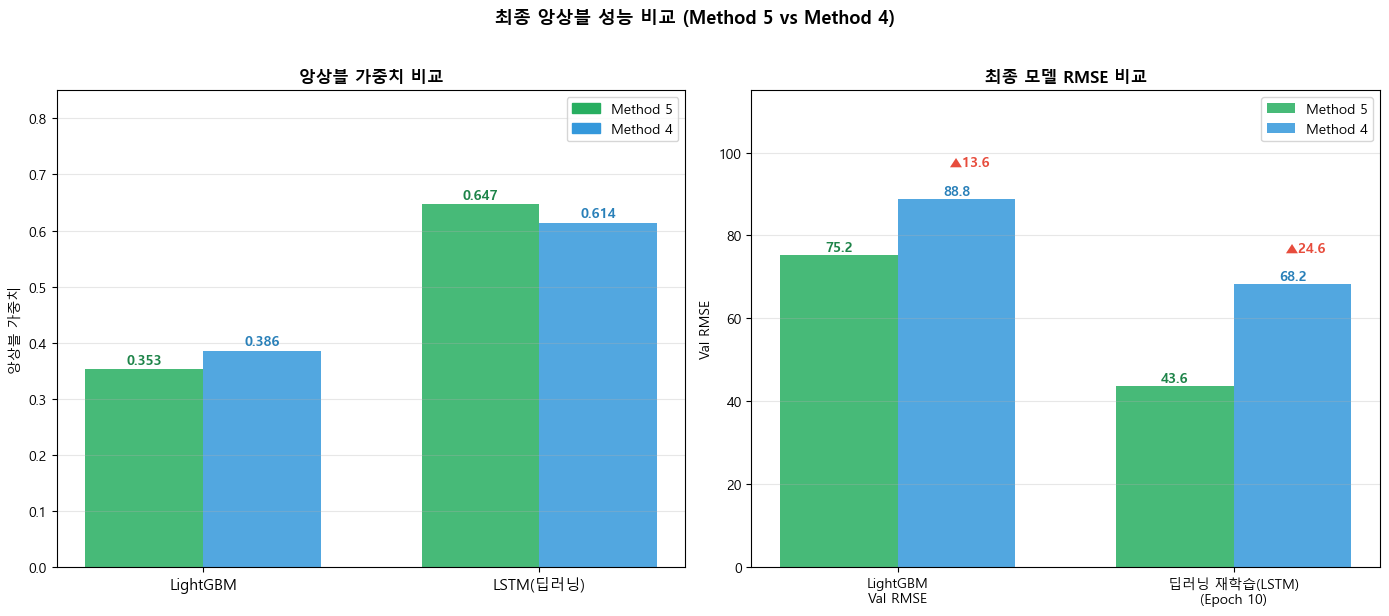 최종 앙상블 성능 비교 (Method 5 vs Method 4)
앙상블 가중치 비교
앙상블 가중치
0.8
0.7
0.6
0.5
0.4
0.3
0.2
0.1
0.0
Method 5
Method 4
0.353
0.386
0.647
0.614
LightGBM
LSTM(딥러닝)
최종 모델 RMSE 비교
Val RMSE
100
80
60
40
20
0
Method 5
Method 4
▲13.6
75.2
88.8
▲24.6
43.6
68.2
LightGBM
Val RMSE
딥러닝 재학습(LSTM)
(Epoch 10)